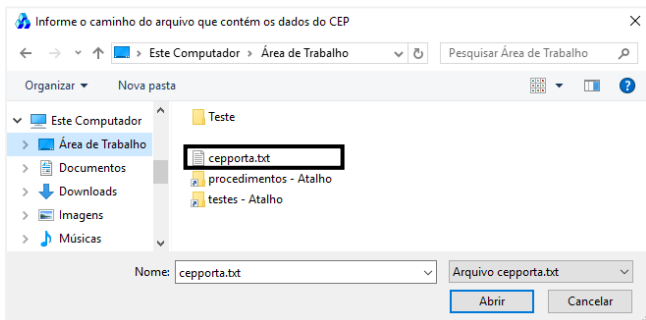 Informe o caminho do arquivo que contém os dados do CEP
Este Computador > Área de Trabalho
Pesquisar Área de Trabalho
Organizar
Nova pasta
Este Computador
Área de Trabalho
Documentos
Downloads
Imagens
Músicas
Teste
cepporta.txt
procedimentos - Atalho
testes - Atalho
Nome: cepporta.txt
Arquivo cepporta.txt
Abrir
Cancelar